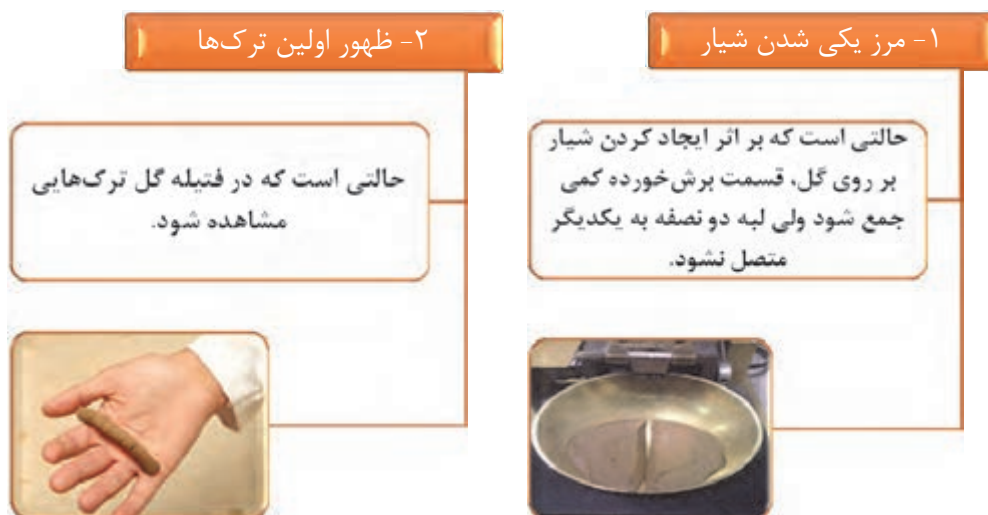 ۱- مرز یکی شدن شیار
حالتی است که بر اثر ایجاد کردن شیار
بر روی گل، قسمت برش‌خورده کمی
جمع شود ولی لبه دو نصفه به یکدیگر
متصل نشود.
۲- ظهور اولین ترک‌ها
حالتی است که در فتیله گل ترک‌هایی
مشاهده شود.